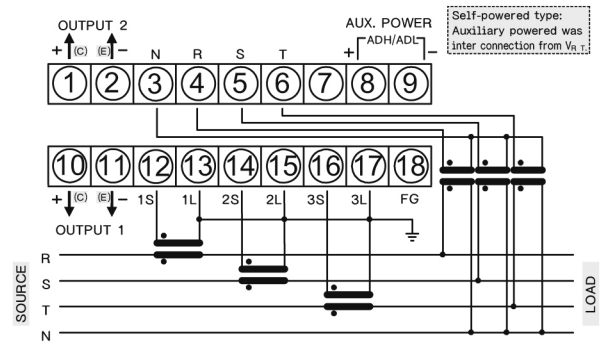 OUTPUT 2
+ (C) (E) −
N R S T
AUX. POWER
+ ADH/ADL −
Self-powered type:
Auxiliary powered was
inter connection from VR T.
1 2 3 4 5 6 7 8 9
10 11 12 13 14 15 16 17 18
+ (C) (E) − 1S 1L 2S 2L 3S 3L FG
OUTPUT 1
SOURCE
R
S
T
N
LOAD